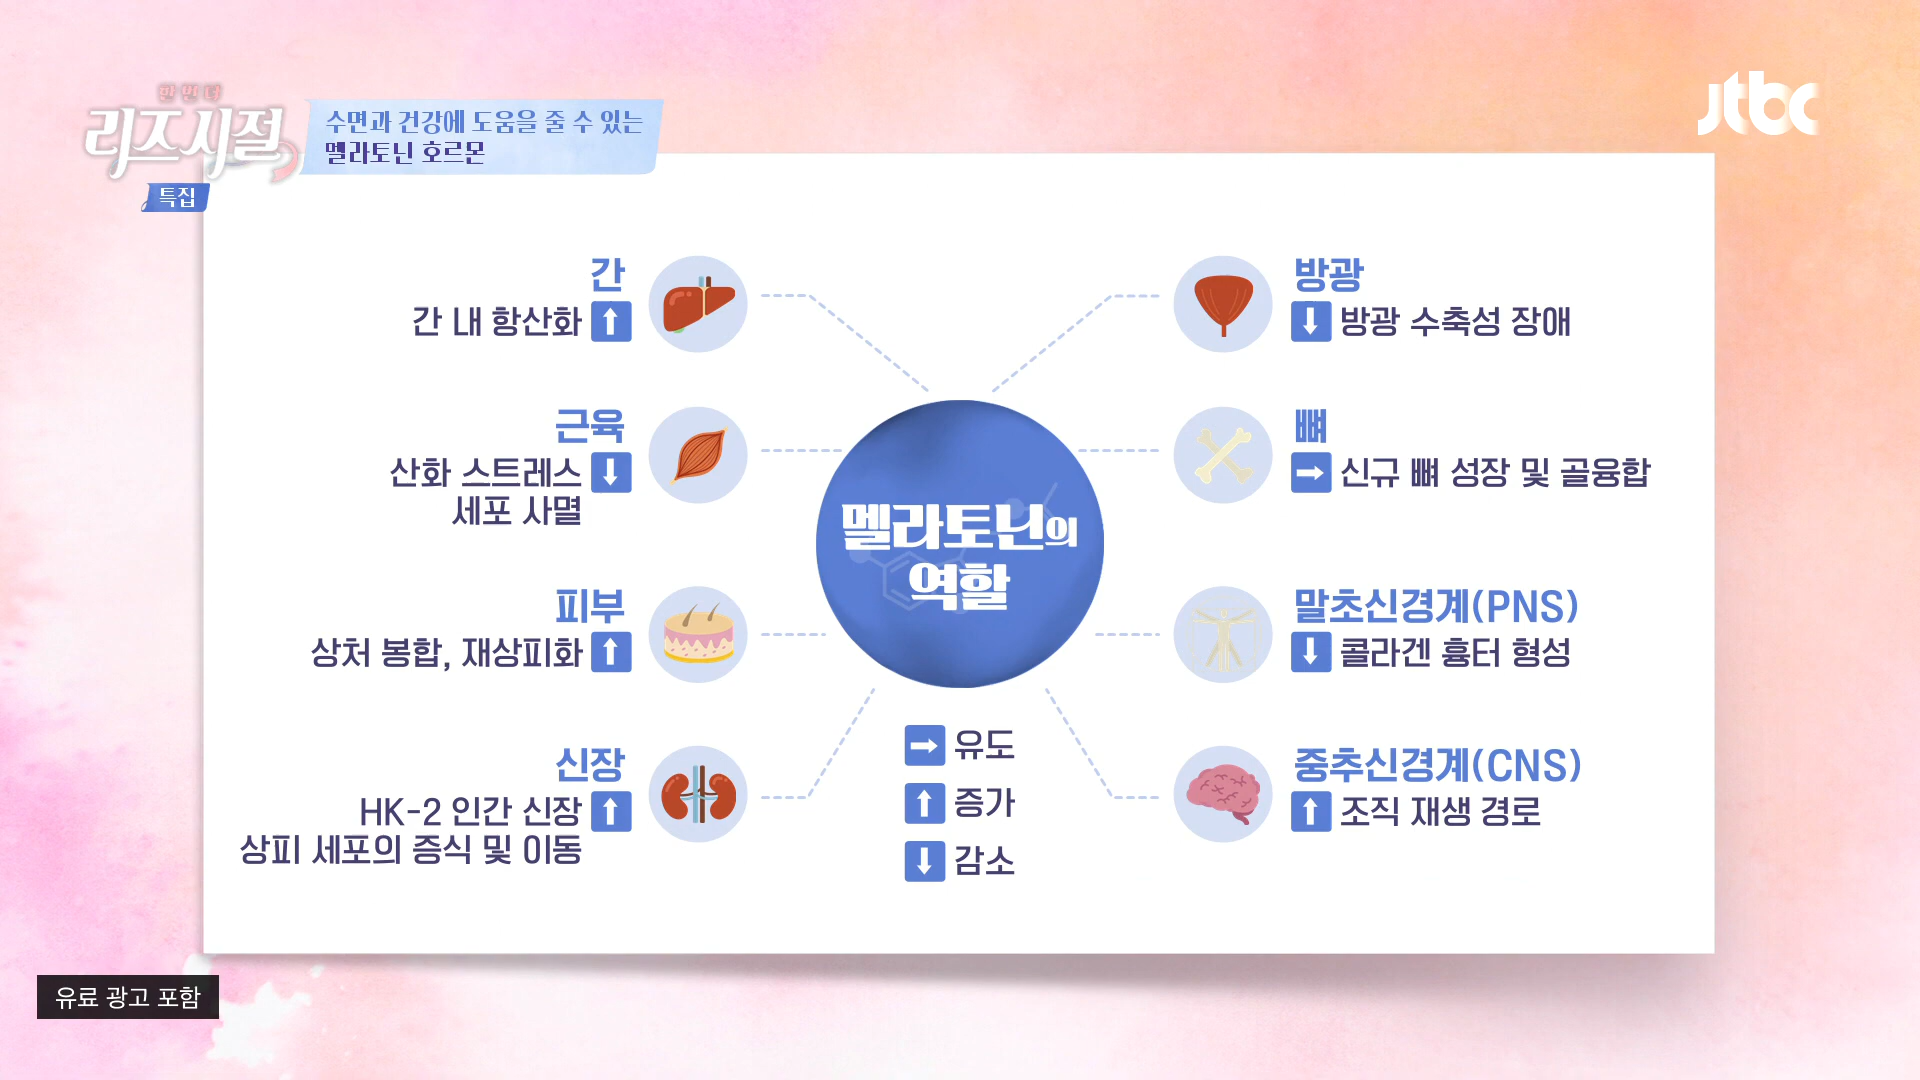 한 번 더
리즈시절
특집
수면과 건강에 도움을 줄 수 있는
멜라토닌 호르몬
jtbc
간
간 내 항산화 ⬆
근육
산화 스트레스 ⬇
세포 사멸
피부
상처 봉합, 재상피화 ⬆
신장
HK-2 인간 신장 ⬆
상피 세포의 증식 및 이동
멜라토닌의
역할
➡ 유도
⬆ 증가
⬇ 감소
방광
⬇ 방광 수축성 장애
뼈
➡ 신규 뼈 성장 및 골융합
말초신경계(PNS)
⬇ 콜라겐 흉터 형성
중추신경계(CNS)
⬆ 조직 재생 경로
유료 광고 포함